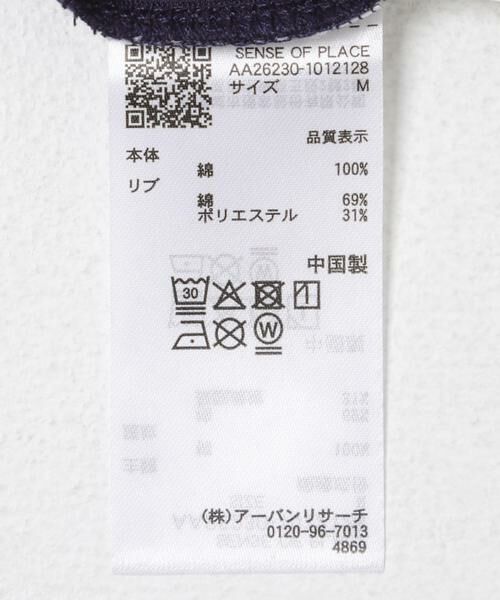 SENSE OF PLACE
AA26230-1012128
サイズ M
品質表示
本体
綿 100%
リブ
綿 69%
ポリエステル 31%
中国製
30
W
(株)アーバンリサーチ
0120-96-7013
4869